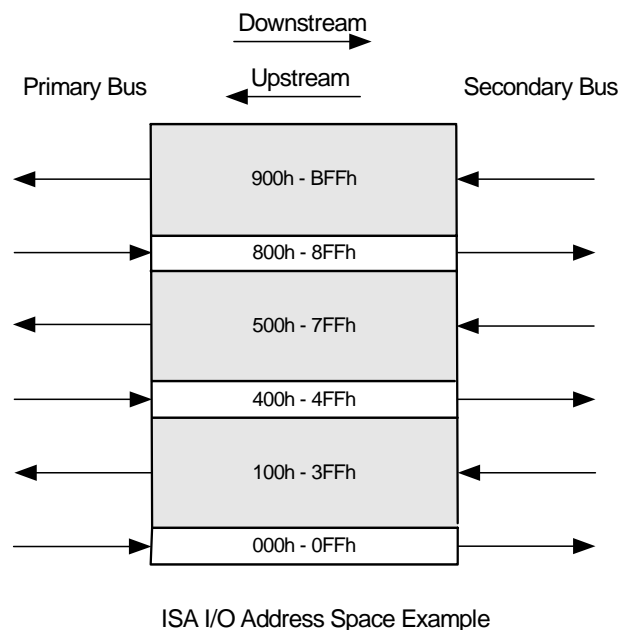 Downstream
Upstream
Primary Bus
Secondary Bus
900h - BFFh
800h - 8FFh
500h - 7FFh
400h - 4FFh
100h - 3FFh
000h - 0FFh
ISA I/O Address Space Example